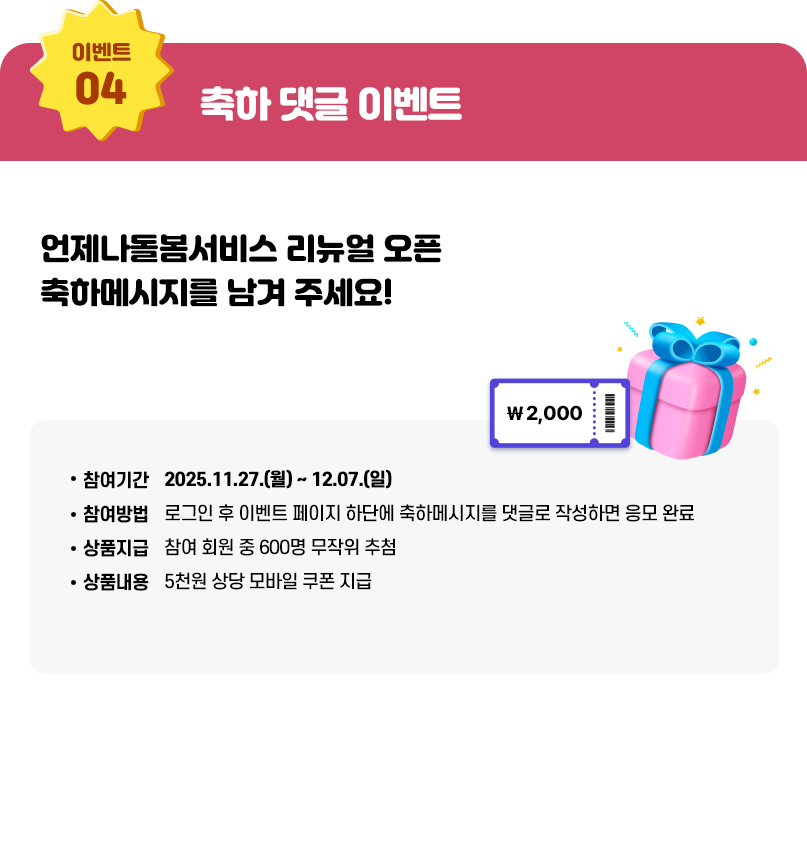 이벤트
04
축하 댓글 이벤트
언제나돌봄서비스 리뉴얼 오픈
축하메시지를 남겨 주세요!
₩2,000
• 참여기간 2025.11.27.(월) ~ 12.07.(일)
• 참여방법 로그인 후 이벤트 페이지 하단에 축하메시지를 댓글로 작성하면 응모 완료
• 상품지급 참여 회원 중 600명 무작위 추첨
• 상품내용 5천원 상당 모바일 쿠폰 지급